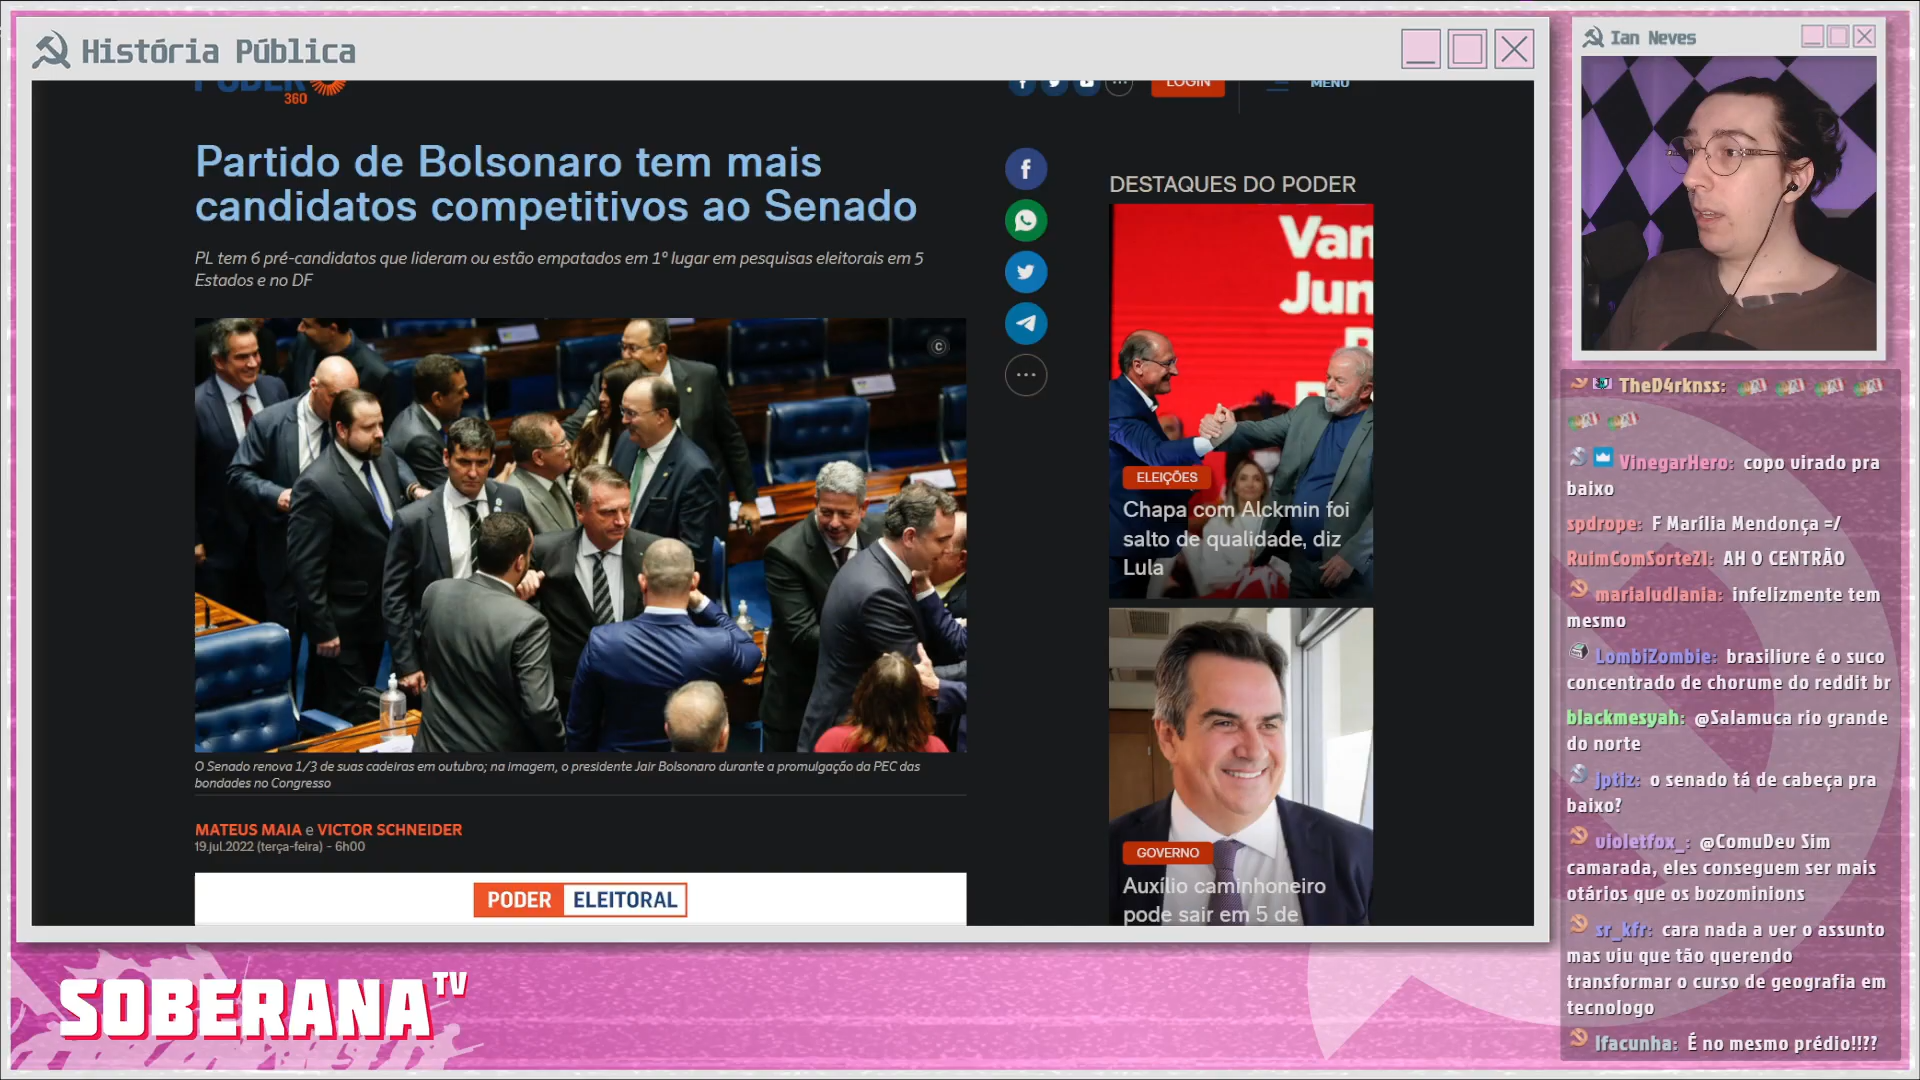 História Pública
PODER
360
LOGIN
MENU
Partido de Bolsonaro tem mais
candidatos competitivos ao Senado
PL tem 6 pré-candidatos que lideram ou estão empatados em 1º lugar em pesquisas eleitorais em 5
Estados e no DF
O Senado renova 1/3 de suas cadeiras em outubro; na imagem, o presidente Jair Bolsonaro durante a promulgação da PEC das
bondades no Congresso
MATEUS MAIA e VICTOR SCHNEIDER
19.jul.2022 (terça-feira) - 6h00
PODER ELEITORAL
DESTAQUES DO PODER
Vam
Jun
ELEIÇÕES
Chapa com Alckmin foi
salto de qualidade, diz
Lula
GOVERNO
Auxílio caminhoneiro
pode sair em 5 de
SOBERANA TV
Ian Neves
TheD4rknss:
VinegarHero: copo virado pra
baixo
spdrope: F Marília Mendonça =/
RuimComSorte21: AH O CENTRÃO
marialudlania: infelizmente tem
mesmo
LombiZombie: brasilivre é o suco
concentrado de chorume do reddit br
blackmesyah: @Salamuca rio grande
do norte
jptiz: o senado tá de cabeça pra
baixo?
violetfox_: @ComuDev Sim
camarada, eles conseguem ser mais
otários que os bozominions
sr_kfr: cara nada a ver o assunto
mas viu que tão querendo
transformar o curso de geografia em
tecnologo
lfacunha: É no mesmo prédio!!??